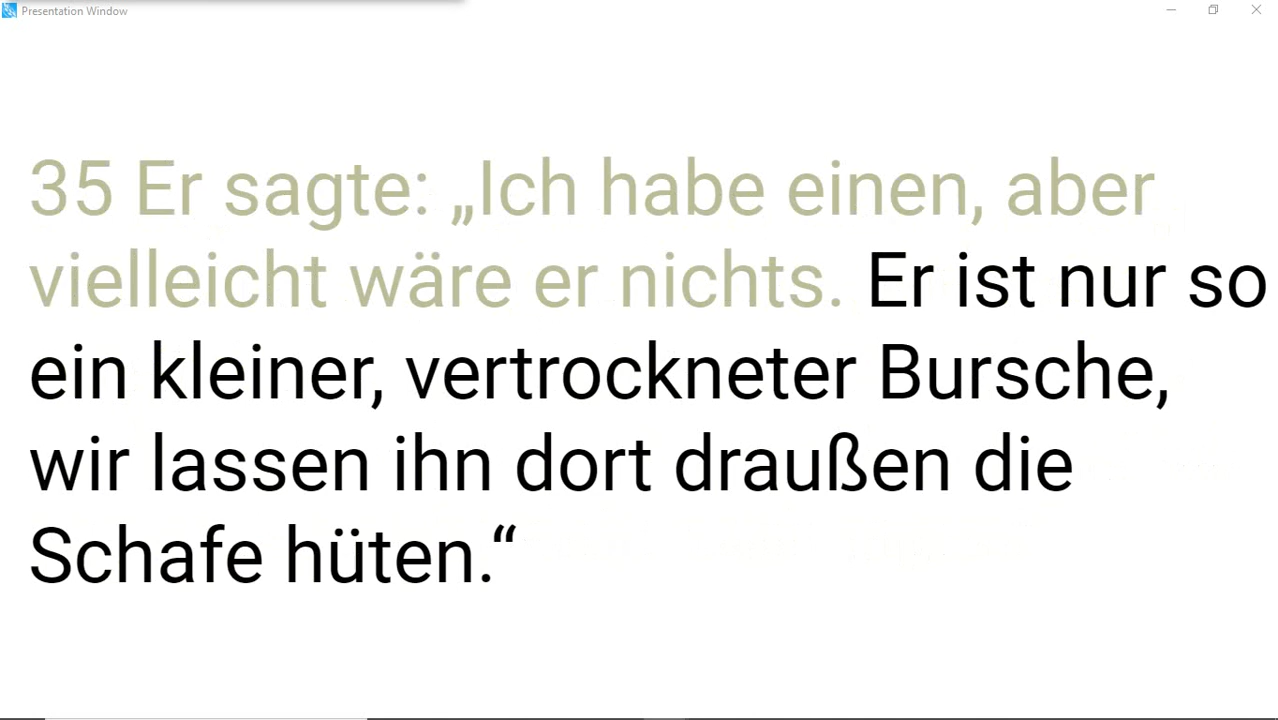 Presentation Window
35 Er sagte: „Ich habe einen, aber
vielleicht wäre er nichts. Er ist nur so
ein kleiner, vertrockneter Bursche,
wir lassen ihn dort draußen die
Schafe hüten.“